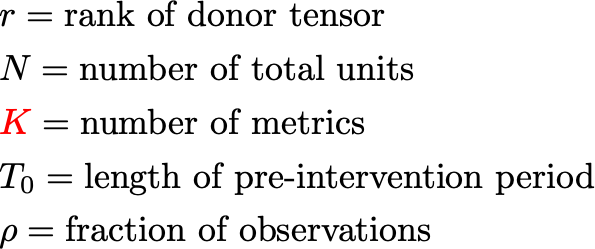 r = rank of donor tensor
N = number of total units
K = number of metrics
T₀ = length of pre-intervention period
ρ = fraction of observations